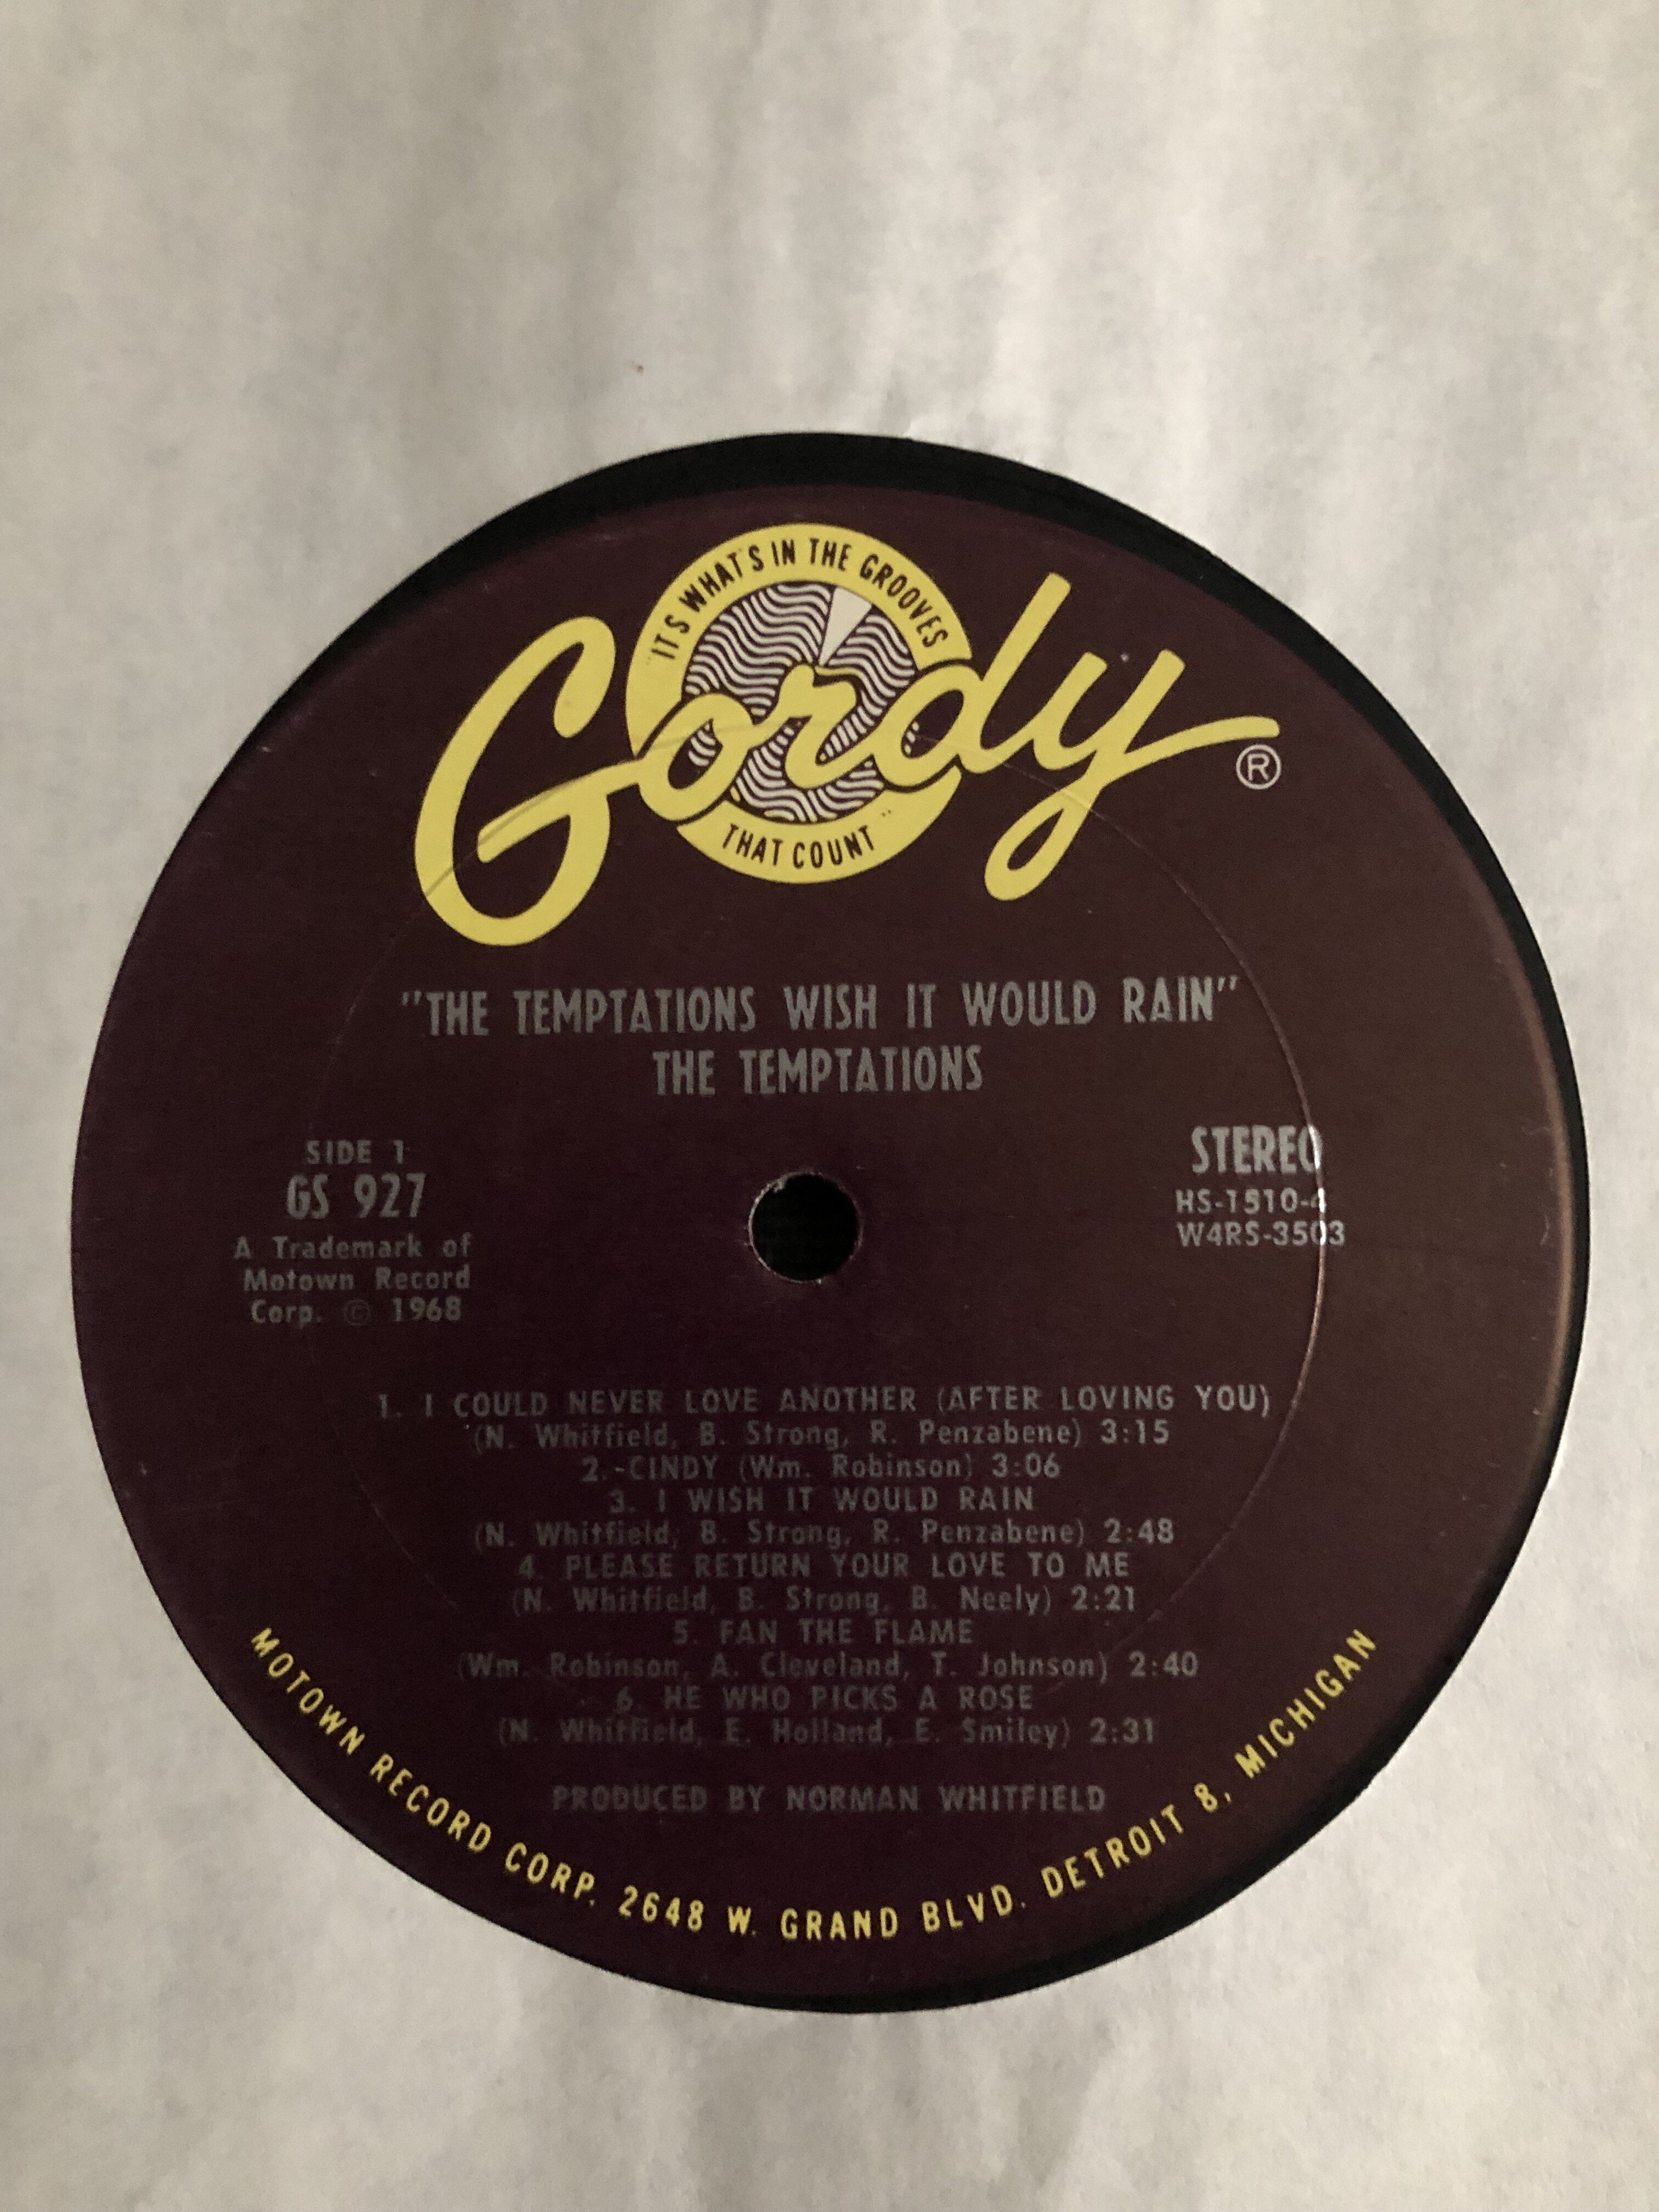 "IT'S WHAT'S IN THE GROOVES
THAT COUNT"
Gordy ®
"THE TEMPTATIONS WISH IT WOULD RAIN"
THE TEMPTATIONS
SIDE 1
GS 927
A Trademark of
Motown Record
Corp. © 1968
STEREO
HS-1510-4
W4RS-3503
1. I COULD NEVER LOVE ANOTHER (AFTER LOVING YOU)
(N. Whitfield, B. Strong, R. Penzabene) 3:15
2.-CINDY (Wm. Robinson) 3:06
3. I WISH IT WOULD RAIN
(N. Whitfield, B. Strong, R. Penzabene) 2:48
4. PLEASE RETURN YOUR LOVE TO ME
(N. Whitfield, B. Strong, B. Neely) 2:21
5. FAN THE FLAME
(Wm. Robinson, A. Cleveland, T. Johnson) 2:40
6. HE WHO PICKS A ROSE
(N. Whitfield, E. Holland, E. Smiley) 2:31
PRODUCED BY NORMAN WHITFIELD
MOTOWN RECORD CORP. 2648 W. GRAND BLVD. DETROIT 8, MICHIGAN